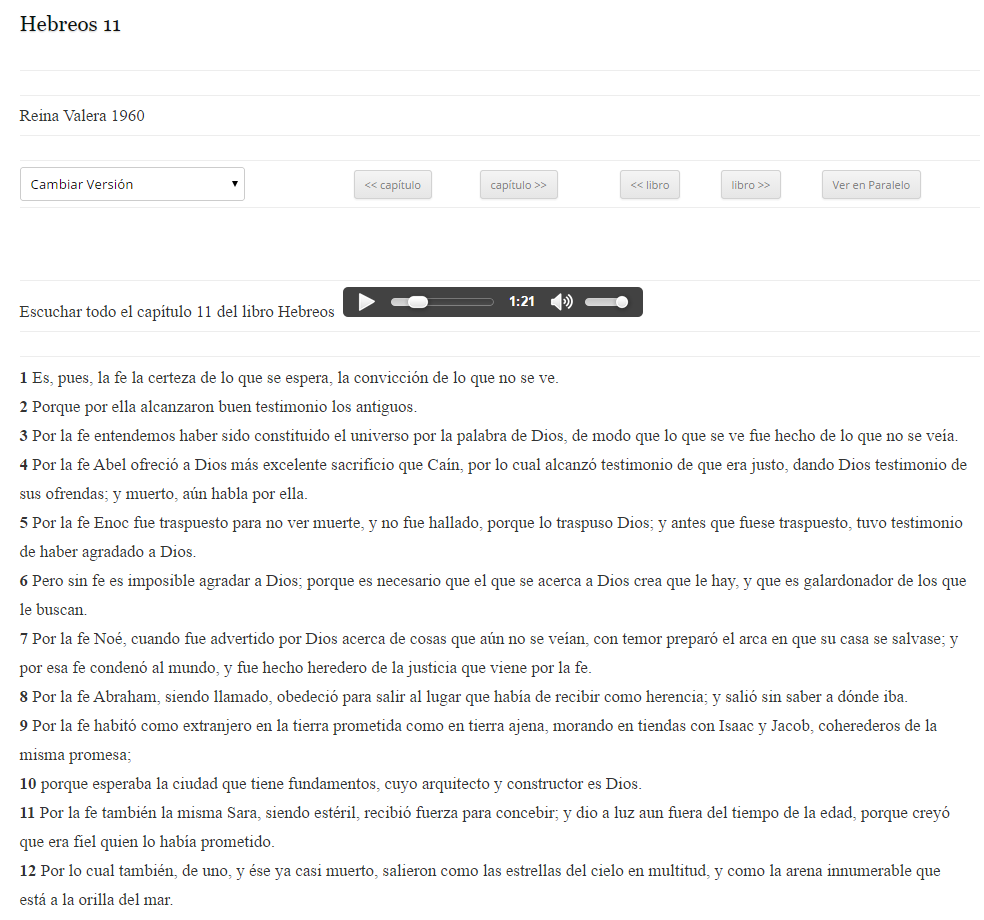 Hebreos 11
Reina Valera 1960
Cambiar Versión
<< capítulo
capítulo >>
<< libro
libro >>
Ver en Paralelo
Escuchar todo el capítulo 11 del libro Hebreos
1:21
1 Es, pues, la fe la certeza de lo que se espera, la convicción de lo que no se ve.
2 Porque por ella alcanzaron buen testimonio los antiguos.
3 Por la fe entendemos haber sido constituido el universo por la palabra de Dios, de modo que lo que se ve fue hecho de lo que no se veía.
4 Por la fe Abel ofreció a Dios más excelente sacrificio que Caín, por lo cual alcanzó testimonio de que era justo, dando Dios testimonio de
sus ofrendas; y muerto, aún habla por ella.
5 Por la fe Enoc fue traspuesto para no ver muerte, y no fue hallado, porque lo traspuso Dios; y antes que fuese traspuesto, tuvo testimonio
de haber agradado a Dios.
6 Pero sin fe es imposible agradar a Dios; porque es necesario que el que se acerca a Dios crea que le hay, y que es galardonador de los que
le buscan.
7 Por la fe Noé, cuando fue advertido por Dios acerca de cosas que aún no se veían, con temor preparó el arca en que su casa se salvase; y
por esa fe condenó al mundo, y fue hecho heredero de la justicia que viene por la fe.
8 Por la fe Abraham, siendo llamado, obedeció para salir al lugar que había de recibir como herencia; y salió sin saber a dónde iba.
9 Por la fe habitó como extranjero en la tierra prometida como en tierra ajena, morando en tiendas con Isaac y Jacob, coherederos de la
misma promesa;
10 porque esperaba la ciudad que tiene fundamentos, cuyo arquitecto y constructor es Dios.
11 Por la fe también la misma Sara, siendo estéril, recibió fuerza para concebir; y dio a luz aun fuera del tiempo de la edad, porque creyó
que era fiel quien lo había prometido.
12 Por lo cual también, de uno, y ése ya casi muerto, salieron como las estrellas del cielo en multitud, y como la arena innumerable que
está a la orilla del mar.